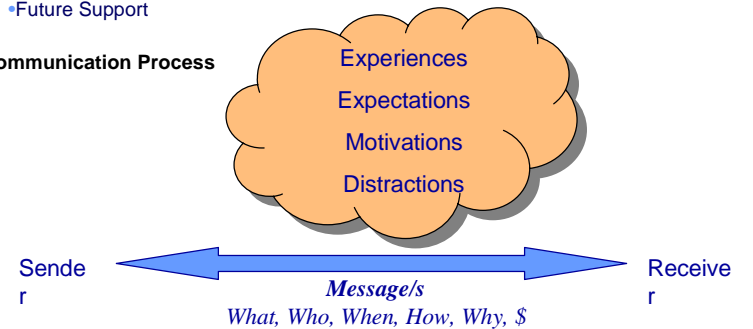 •Future Support
ommunication Process
Experiences
Expectations
Motivations
Distractions
Sende
r
Receive
r
Message/s
What, Who, When, How, Why, $